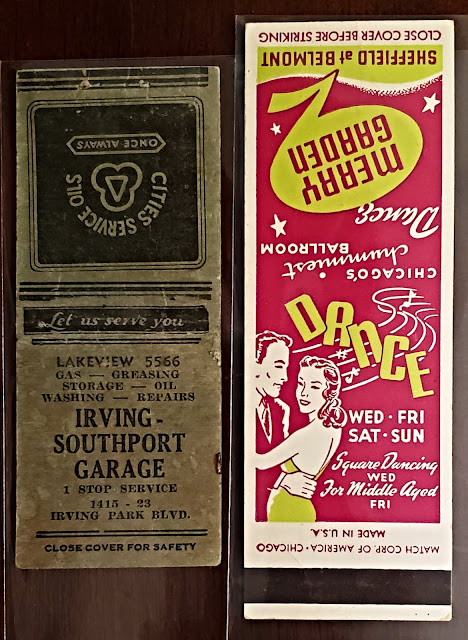 CITIES SERVICE OILS
ONCE ALWAYS
Let us serve you
LAKEVIEW 5566
GAS — GREASING
STORAGE — OIL
WASHING — REPAIRS
IRVING-
SOUTHPORT
GARAGE
1 STOP SERVICE
1415 - 23
IRVING PARK BLVD.
CLOSE COVER FOR SAFETY
CHICAGO'S
chummiest
BALLROOM
Dance
MERRY
GARDEN
SHEFFIELD at BELMONT
CLOSE COVER BEFORE STRIKING
DANCE
WED · FRI
SAT · SUN
Square Dancing
WED
For Middle Aged
FRI
MATCH CORP. OF AMERICA · CHICAGO
MADE IN U.S.A.